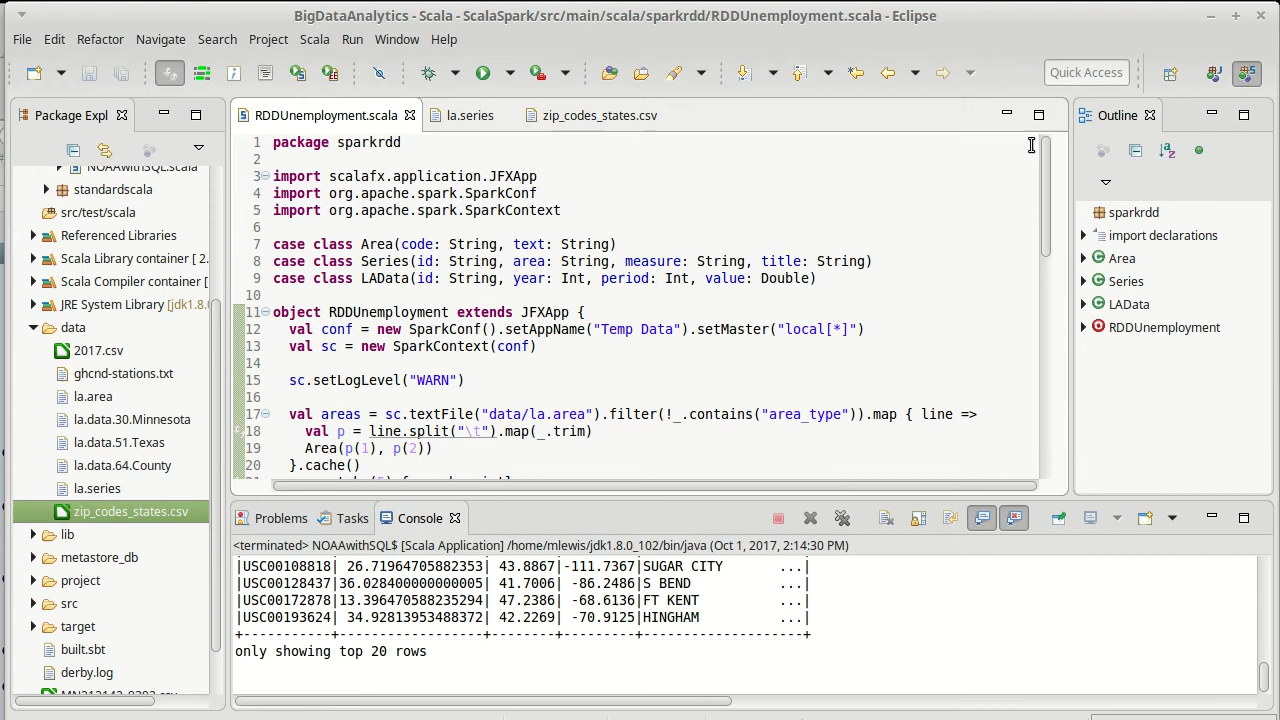 BigDataAnalytics - Scala - ScalaSpark/src/main/scala/sparkrdd/RDDUnemployment.scala - Eclipse
File Edit Refactor Navigate Search Project Scala Run Window Help
Quick Access
Package Expl
NOAAwithSQL.scala
standardscala
src/test/scala
Referenced Libraries
Scala Library container [ 2.
Scala Compiler container [
JRE System Library [jdk1.8.0
data
2017.csv
ghcnd-stations.txt
la.area
la.data.30.Minnesota
la.data.51.Texas
la.data.64.County
la.series
zip_codes_states.csv
lib
metastore_db
project
src
target
built.sbt
derby.log
RDDUnemployment.scala la.series zip_codes_states.csv
1 package sparkrdd
2
3 import scalafx.application.JFXApp
4 import org.apache.spark.SparkConf
5 import org.apache.spark.SparkContext
6
7 case class Area(code: String, text: String)
8 case class Series(id: String, area: String, measure: String, title: String)
9 case class LAData(id: String, year: Int, period: Int, value: Double)
10
11 object RDDUnemployment extends JFXApp {
12 val conf = new SparkConf().setAppName("Temp Data").setMaster("local[*]")
13 val sc = new SparkContext(conf)
14
15 sc.setLogLevel("WARN")
16
17 val areas = sc.textFile("data/la.area").filter(!_.contains("area_type")).map { line =>
18 val p = line.split("\t").map(_.trim)
19 Area(p(1), p(2))
20 }.cache()
Outline
sparkrdd
import declarations
Area
Series
LAData
RDDUnemployment
Problems Tasks Console
<terminated> NOAAwithSQL$ [Scala Application] /home/mlewis/jdk1.8.0_102/bin/java (Oct 1, 2017, 2:14:30 PM)
|USC00108818| 26.71964705882353| 43.8867|-111.7367|SUGAR CITY ...|
|USC00128437|36.028400000000005| 41.7006| -86.2486|S BEND ...|
|USC00172878|13.396470588235294| 47.2386| -68.6136|FT KENT ...|
|USC00193624| 34.92813953488372| 42.2269| -70.9125|HINGHAM ...|
+-----------+------------------+--------+---------+--------------------+
only showing top 20 rows